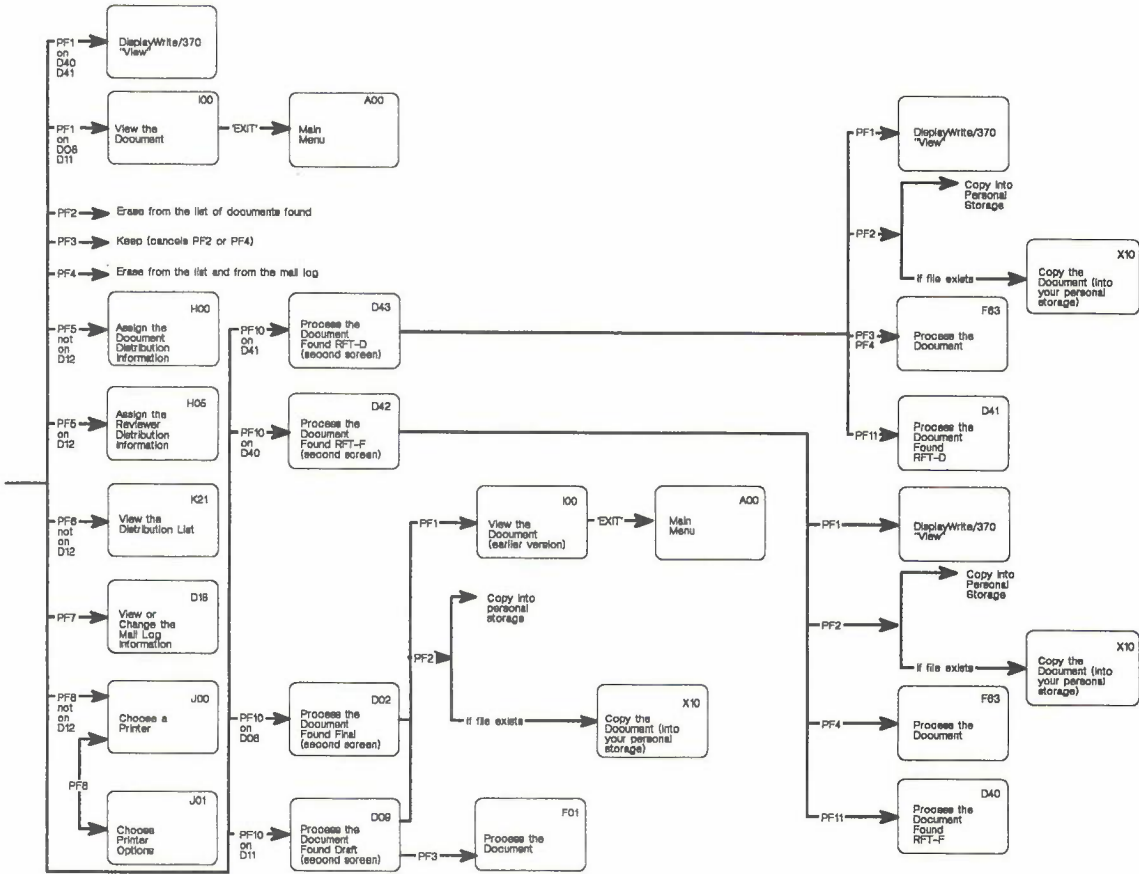 PF1
on
D40
D41
DisplayWrite/370
"View"
PF1
on
D08
D11
I00
View the
Document
'EXIT'
A00
Main
Menu
PF2
Erase from the list of documents found
PF3
Keep (cancels PF2 or PF4)
PF4
Erase from the list and from the mail log
PF5
not
on
D12
H00
Assign the
Document
Distribution
Information
PF5
on
D12
H05
Assign the
Reviewer
Distribution
Information
PF6
not
on
D12
K21
View the
Distribution List
PF7
D16
View or
Change the
Mail Log
Information
PF8
not
on
D12
J00
Choose a
Printer
PF8
J01
Choose
Printer
Options
PF10
on
D41
D43
Process the
Document
Found RFT-D
(second screen)
PF10
on
D40
D42
Process the
Document
Found RFT-F
(second screen)
PF10
on
D08
D02
Process the
Document
Found Final
(second screen)
PF10
on
D11
D09
Process the
Document
Found Draft
(second screen)
PF1
I00
View the
Document
(earlier version)
'EXIT'
A00
Main
Menu
PF2
Copy into
personal
storage
if file exists
X10
Copy the
Document (into
your personal
storage)
PF3
F01
Process the
Document
PF1
DisplayWrite/370
"View"
PF2
Copy into
Personal
Storage
if file exists
X10
Copy the
Document (into
your personal
storage)
PF3
PF4
F63
Process the
Document
PF11
D41
Process the
Document
Found
RFT-D
PF1
DisplayWrite/370
"View"
PF2
Copy into
Personal
Storage
if file exists
X10
Copy the
Document (into
your personal
storage)
PF4
F63
Process the
Document
PF11
D40
Process the
Document
Found
RFT-F